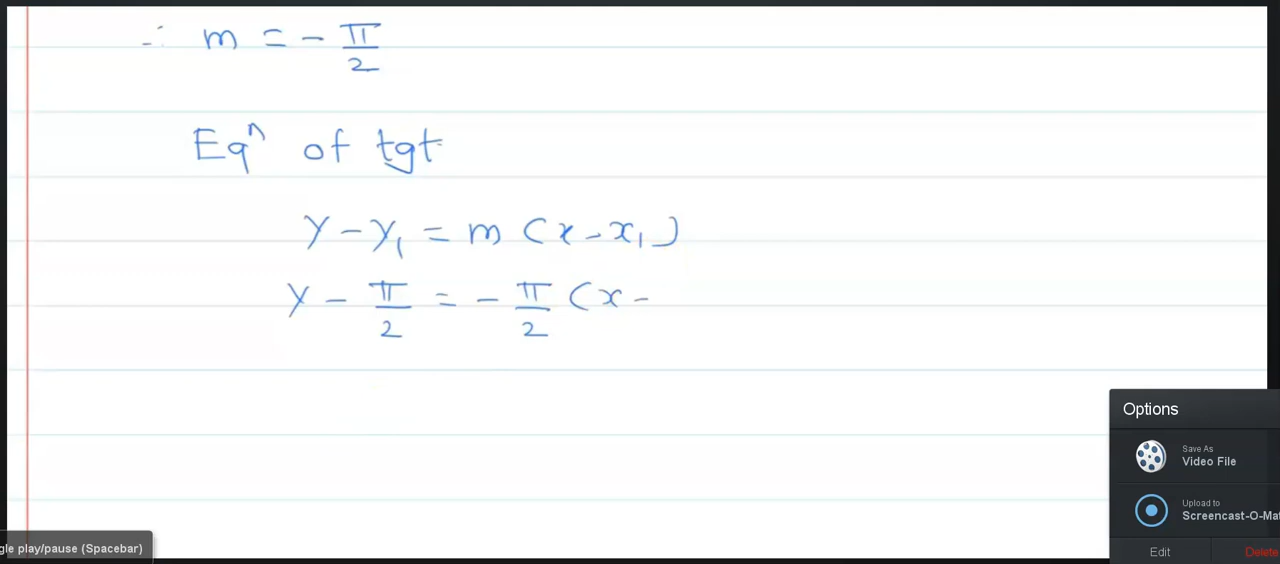 ∴ m = - π/2
Eqⁿ of tgt
y - y₁ = m (x - x₁)
y - π/2 = - π/2 (x -
Options
Save As
Video File
Upload to
Screencast-O-Mat
Edit
Delete
gle play/pause (Spacebar)